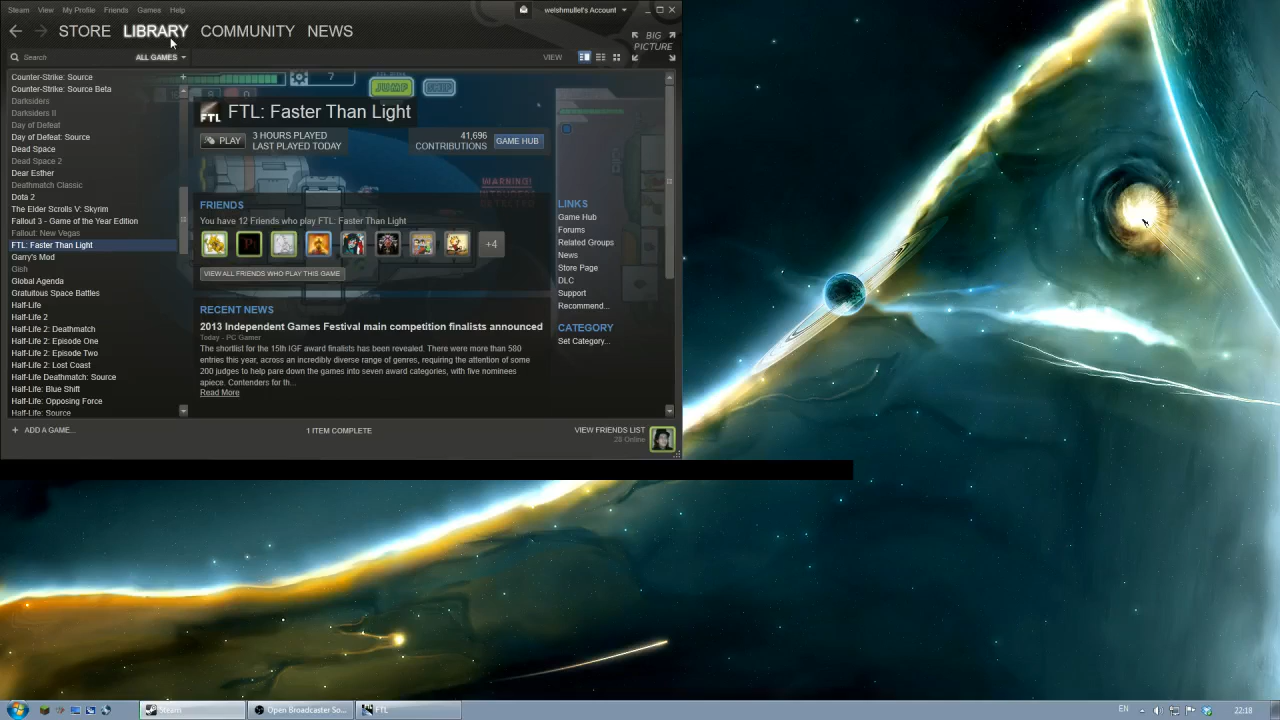 Steam View My Profile Friends Games Help welshmullet's Account
STORE LIBRARY COMMUNITY NEWS
BIG
PICTURE
Search ALL GAMES VIEW
Counter-Strike: Source
Counter-Strike: Source Beta
Darksiders
Darksiders II
Day of Defeat
Day of Defeat: Source
Dead Space
Dead Space 2
Dear Esther
Deathmatch Classic
Dota 2
The Elder Scrolls V: Skyrim
Fallout 3 - Game of the Year Edition
Fallout: New Vegas
FTL: Faster Than Light
Garry's Mod
Gish
Global Agenda
Gratuitous Space Battles
Half-Life
Half-Life 2
Half-Life 2: Deathmatch
Half-Life 2: Episode One
Half-Life 2: Episode Two
Half-Life 2: Lost Coast
Half-Life Deathmatch: Source
Half-Life: Blue Shift
Half-Life: Opposing Force
Half-Life: Source
7
JUMP
FTL
FTL: Faster Than Light
PLAY
3 HOURS PLAYED
LAST PLAYED TODAY
41,696
CONTRIBUTIONS
GAME HUB
WARNING!
FRIENDS
You have 12 Friends who play FTL: Faster Than Light
Pr
+4
VIEW ALL FRIENDS WHO PLAY THIS GAME
RECENT NEWS
2013 Independent Games Festival main competition finalists announced
Today - PC Gamer
The shortlist for the 15th IGF award finalists has been revealed. There were more than 580
entries this year, across an incredibly diverse range of genres, requiring the attention of some
200 judges to help pare down the games into seven award categories, with five nominees
apiece. Contenders for th...
Read More
LINKS
Game Hub
Forums
Related Groups
News
Store Page
DLC
Support
Recommend...
CATEGORY
Set Category...
ADD A GAME...
1 ITEM COMPLETE
VIEW FRIENDS LIST
28 Online
Steam
Open Broadcaster So...
FTL
EN
22:18